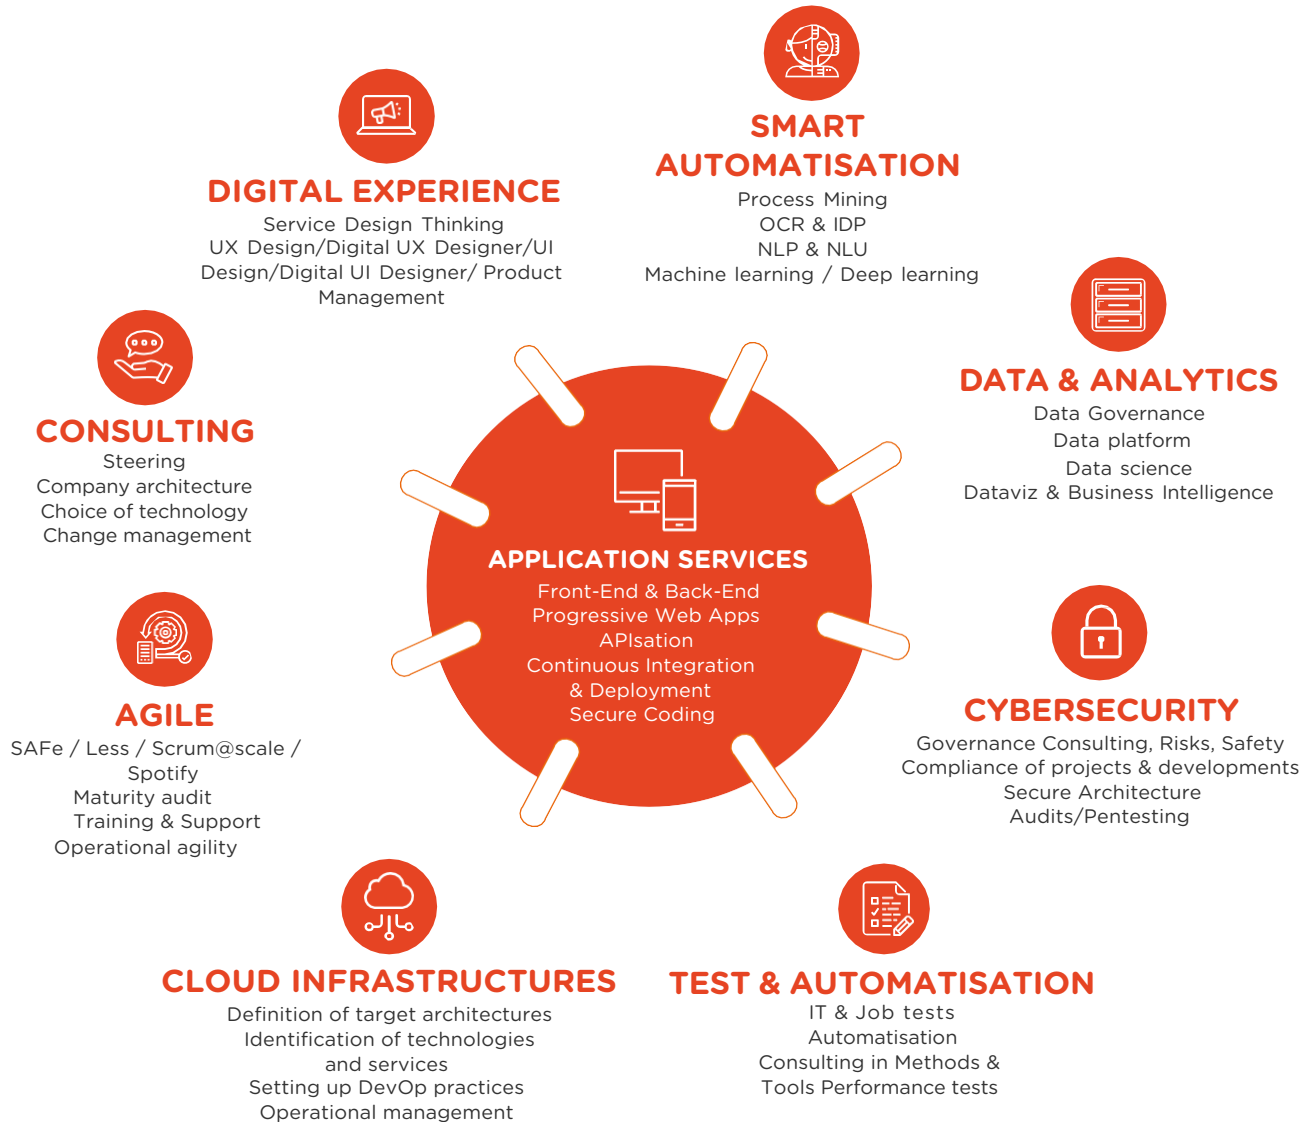 SMART
AUTOMATISATION
Process Mining
OCR & IDP
NLP & NLU
Machine learning / Deep learning
DIGITAL EXPERIENCE
Service Design Thinking
UX Design/Digital UX Designer/UI
Design/Digital UI Designer/ Product
Management
DATA & ANALYTICS
Data Governance
Data platform
Data science
Dataviz & Business Intelligence
CONSULTING
Steering
Company architecture
Choice of technology
Change management
APPLICATION SERVICES
Front-End & Back-End
Progressive Web Apps
APIsation
Continuous Integration
& Deployment
Secure Coding
AGILE
SAFe / Less / Scrum@scale /
Spotify
Maturity audit
Training & Support
Operational agility
CYBERSECURITY
Governance Consulting, Risks, Safety
Compliance of projects & developments
Secure Architecture
Audits/Pentesting
CLOUD INFRASTRUCTURES
Definition of target architectures
Identification of technologies
and services
Setting up DevOp practices
Operational management
TEST & AUTOMATISATION
IT & Job tests
Automatisation
Consulting in Methods &
Tools Performance tests